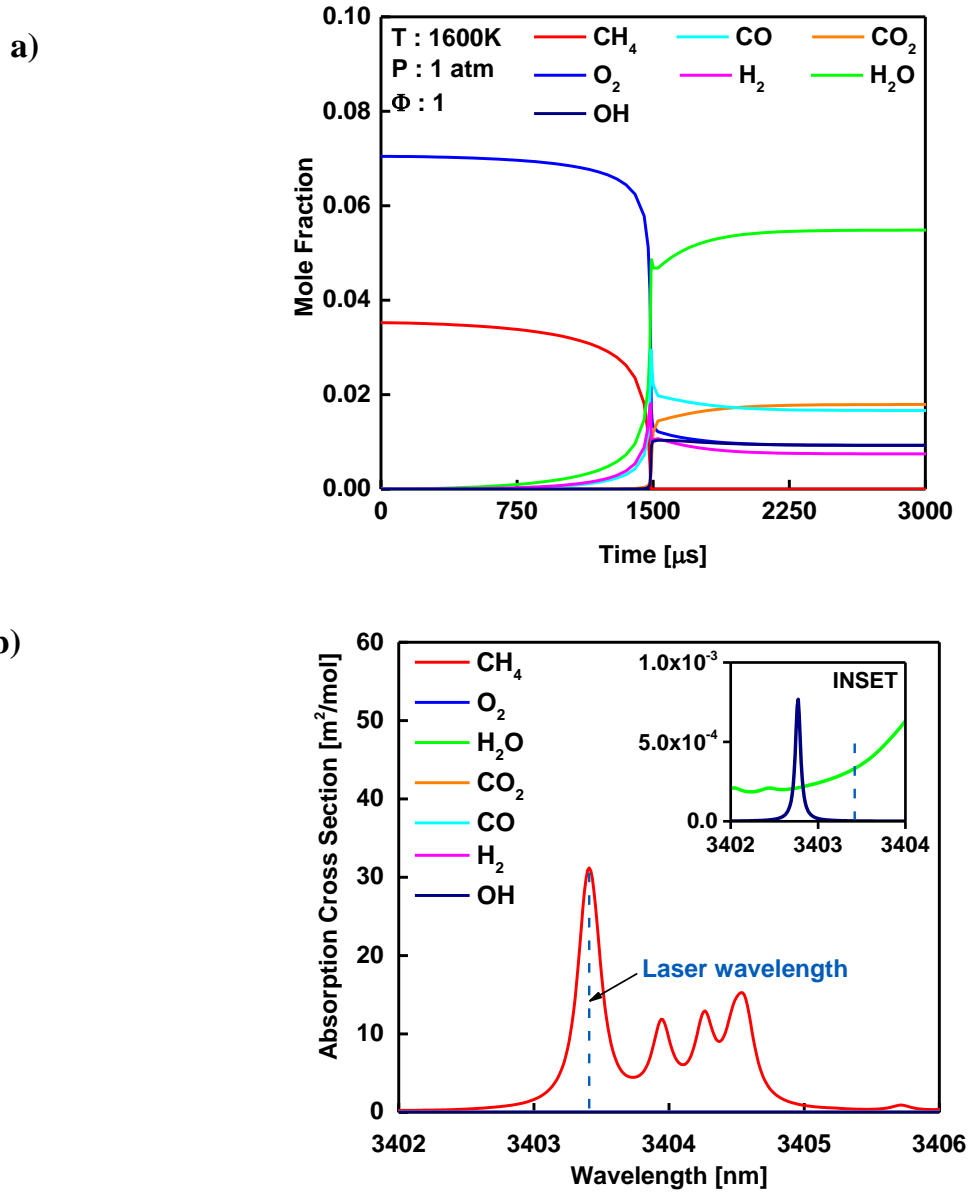 a)
T : 1600K
P : 1 atm
Φ : 1
CH₄ CO CO₂
O₂ H₂ H₂O
OH
0.10
0.08
0.06
0.04
0.02
0.00
Mole Fraction
0 750 1500 2250 3000
Time [μs]
)
CH₄
O₂
H₂O
CO₂
CO
H₂
OH
60
50
40
30
20
10
0
Absorption Cross Section [m²/mol]
INSET
1.0x10⁻³
5.0x10⁻⁴
0.0
3402 3403 3404
Laser wavelength
3402 3403 3404 3405 3406
Wavelength [nm]